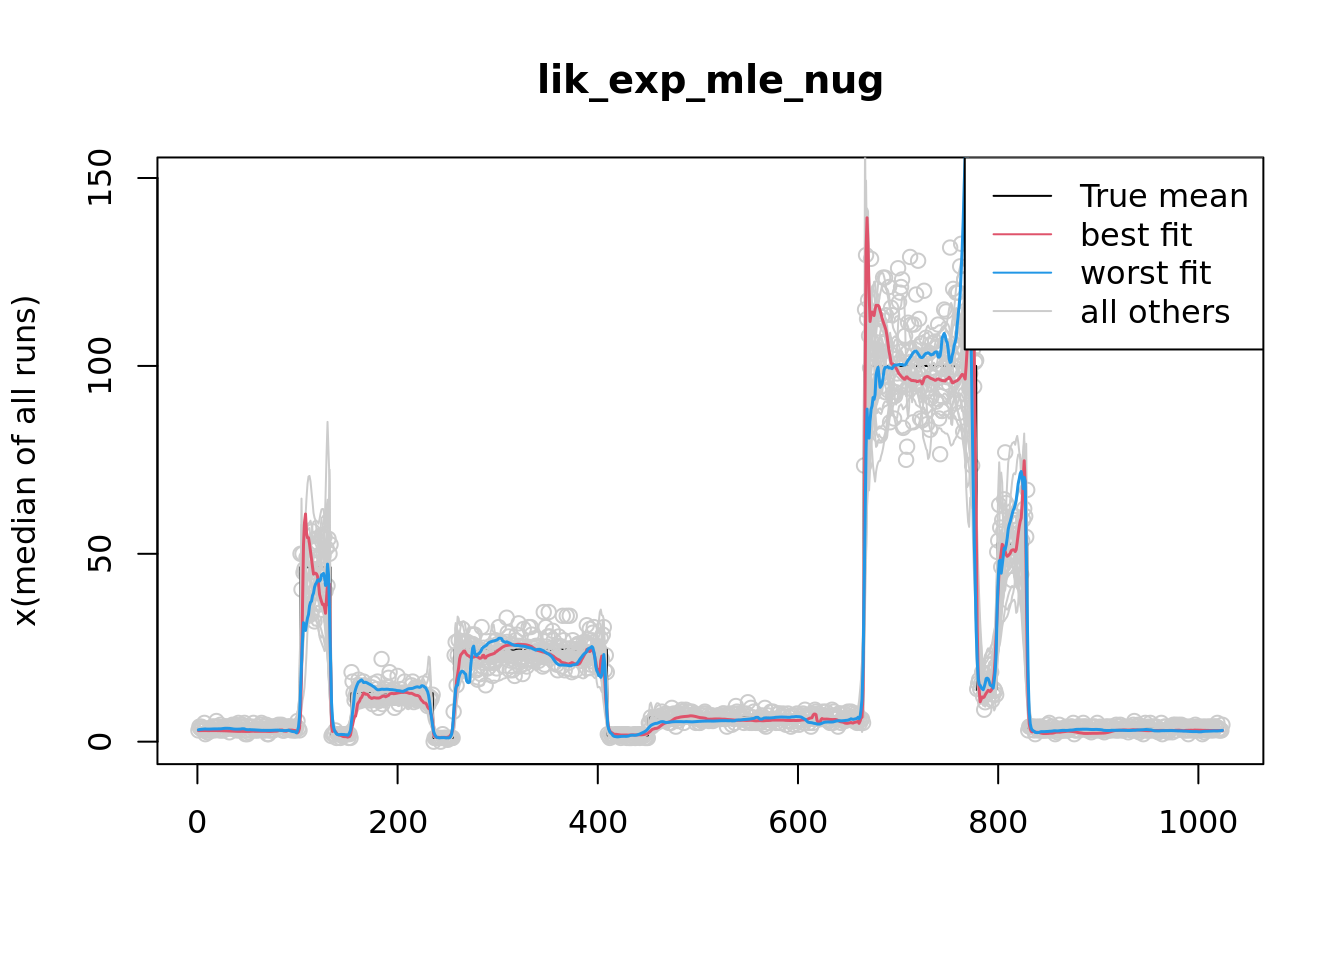 lik_exp_mle_nug
x(median of all runs)
150
100
50
0
True mean
best fit
worst fit
all others
0 200 400 600 800 1000